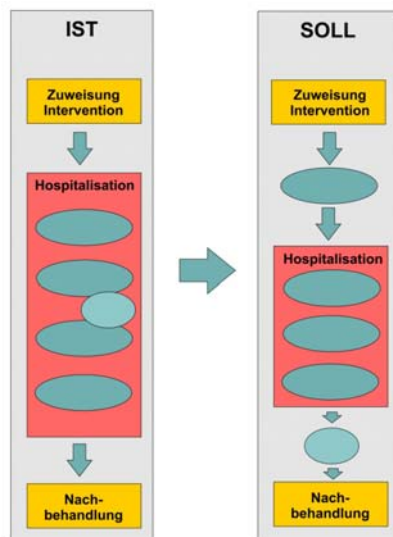 IST
Zuweisung
Intervention
Hospitalisation
Nach-
behandlung
SOLL
Zuweisung
Intervention
Hospitalisation
Nach-
behandlung